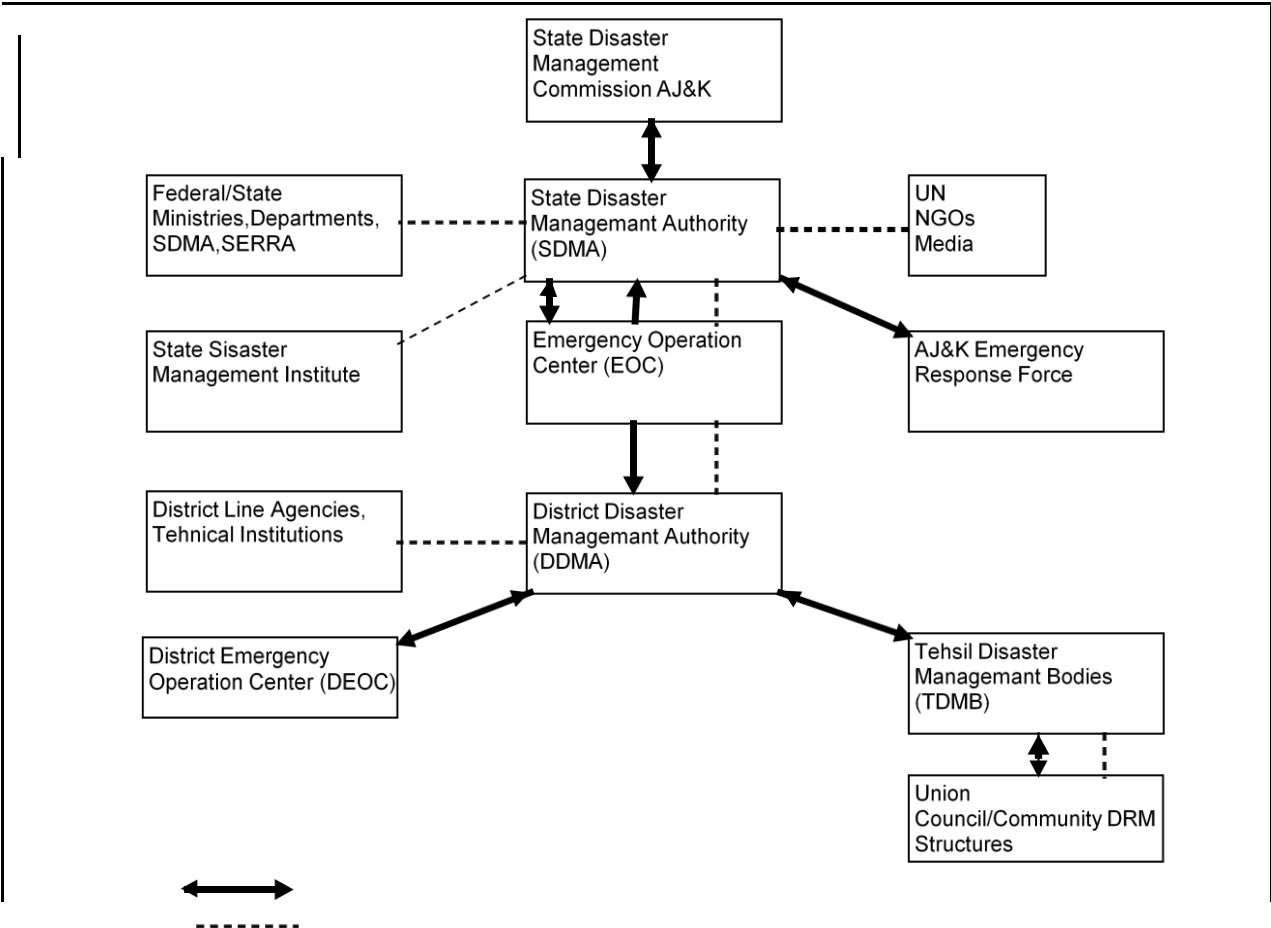 State Disaster
Management
Commission AJ&K
Federal/State
Ministries,Departments,
SDMA,SERRA
State Disaster
Managemant Authority
(SDMA)
UN
NGOs
Media
State Sisaster
Management Institute
Emergency Operation
Center (EOC)
AJ&K Emergency
Response Force
District Line Agencies,
Tehnical Institutions
District Disaster
Managemant Authority
(DDMA)
District Emergency
Operation Center (DEOC)
Tehsil Disaster
Managemant Bodies
(TDMB)
Union
Council/Community DRM
Structures